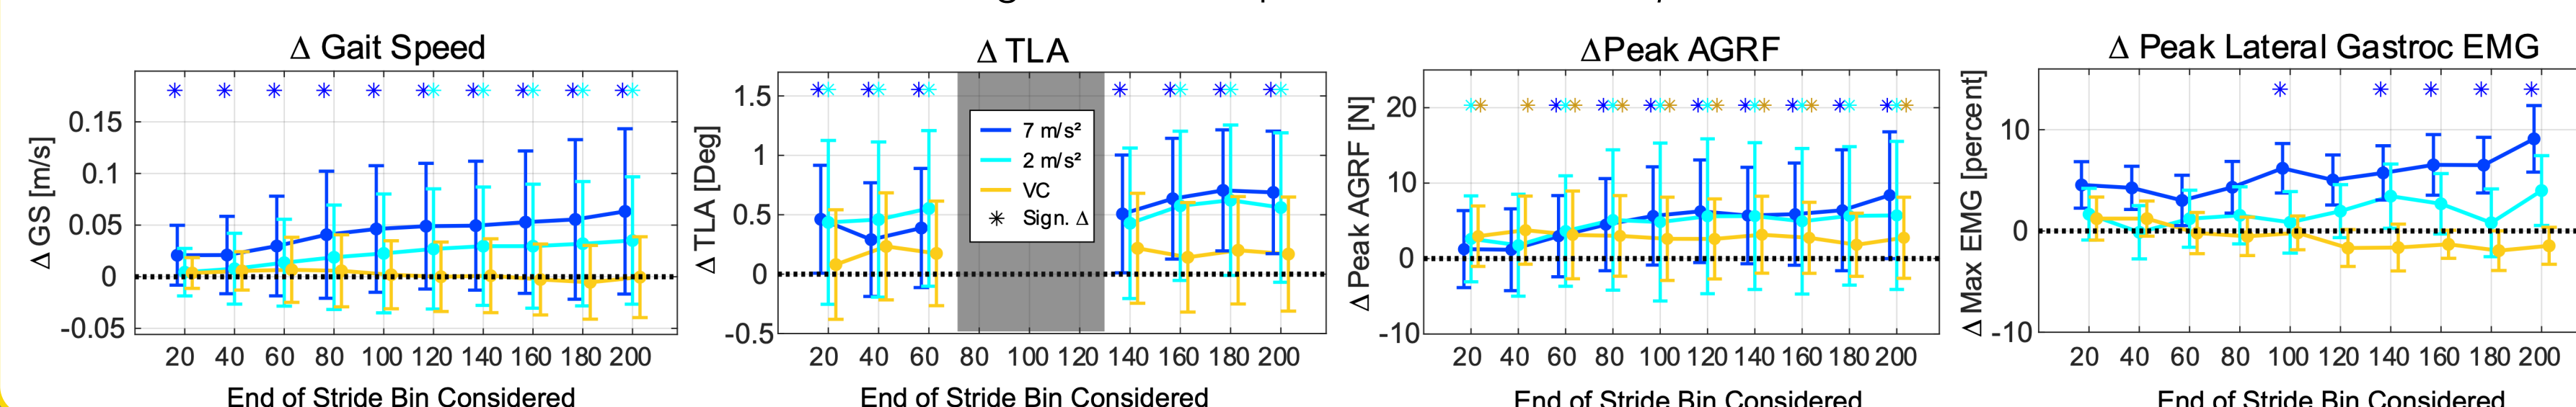 Δ Gait Speed
Δ GS [m/s]
0.15
0.1
0.05
0
-0.05
20 40 60 80 100 120 140 160 180 200
End of Stride Bin Considered
Δ TLA
Δ TLA [Deg]
1.5
1
0.5
0
-0.5
7 m/s²
2 m/s²
VC
Sign. Δ
20 40 60 80 100 120 140 160 180 200
End of Stride Bin Considered
ΔPeak AGRF
Δ Peak AGRF [N]
20
10
0
-10
20 40 60 80 100 120 140 160 180 200
End of Stride Bin Considered
Δ Peak Lateral Gastroc EMG
Δ Max EMG [percent]
10
0
-10
20 40 60 80 100 120 140 160 180 200
End of Stride Bin Considered